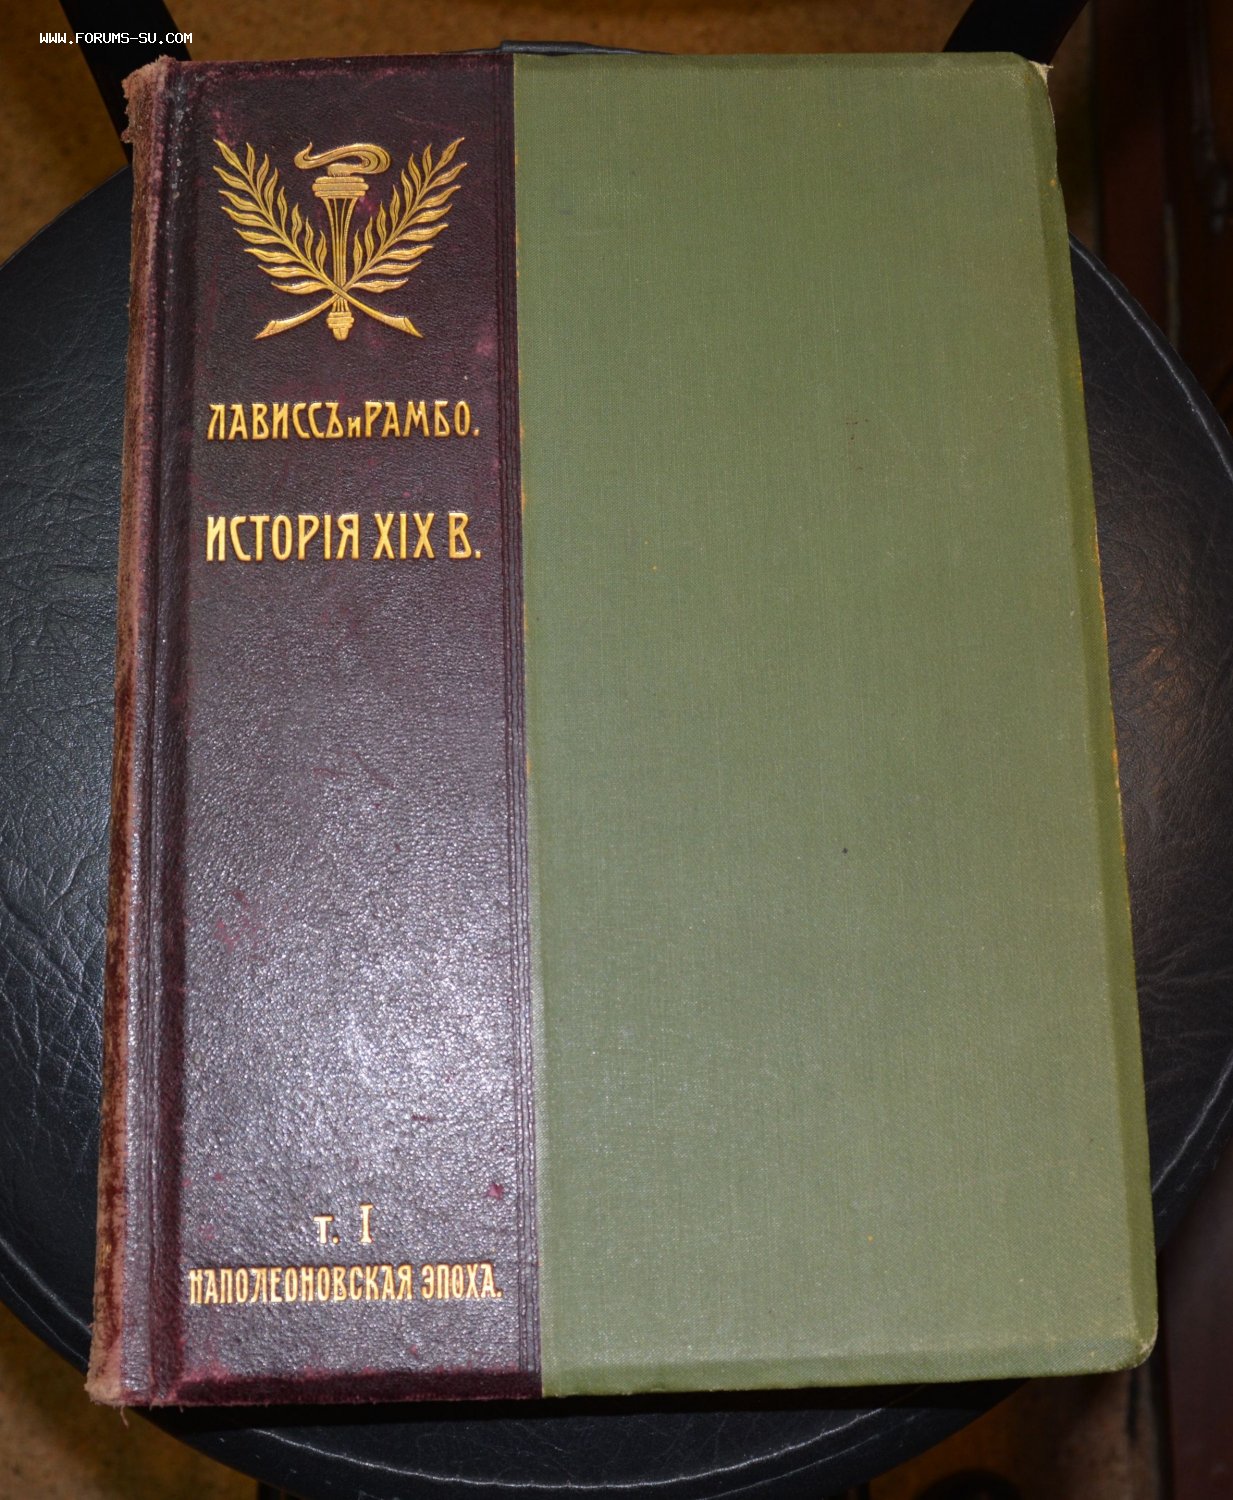 WWW.FORUMS-SU.COM
ЛАВИССЪ и РАМБО.
ИСТОРІЯ XIX В.
Т. I
НАПОЛЕОНОВСКАЯ ЭПОХА.